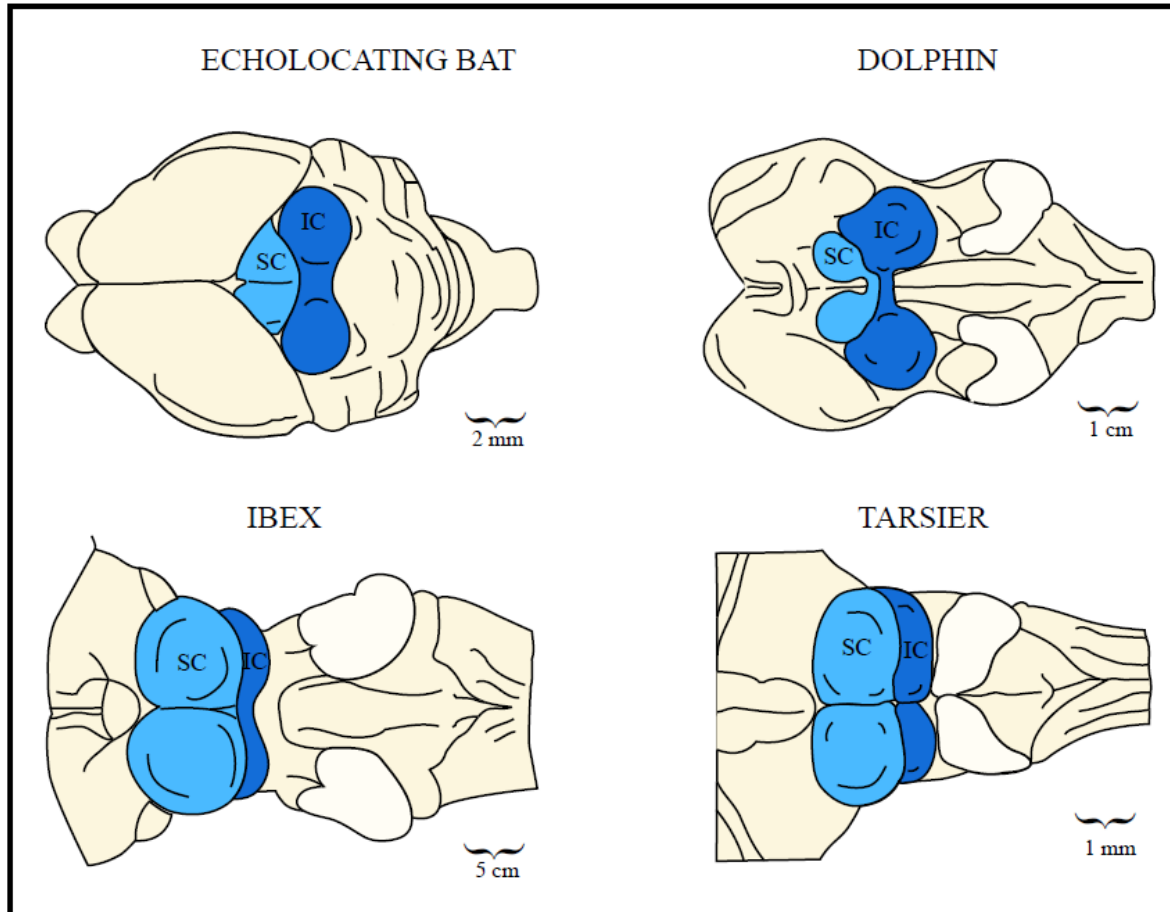 ECHOLOCATING BAT
DOLPHIN
IC
SC
IC
SC
2 mm
1 cm
IBEX
TARSIER
SC
IC
SC
IC
5 cm
1 mm